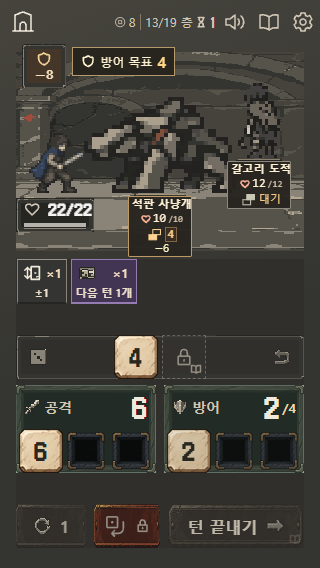 8 | 13/19 층 1
-8
방어 목표 4
갈고리 도적
12/12
대기
석판 사냥개
10/10
4
-6
22/22
×1
±1
×1
다음 턴 1개
4
공격 6
방어 2/4
6
2
1
턴 끝내기